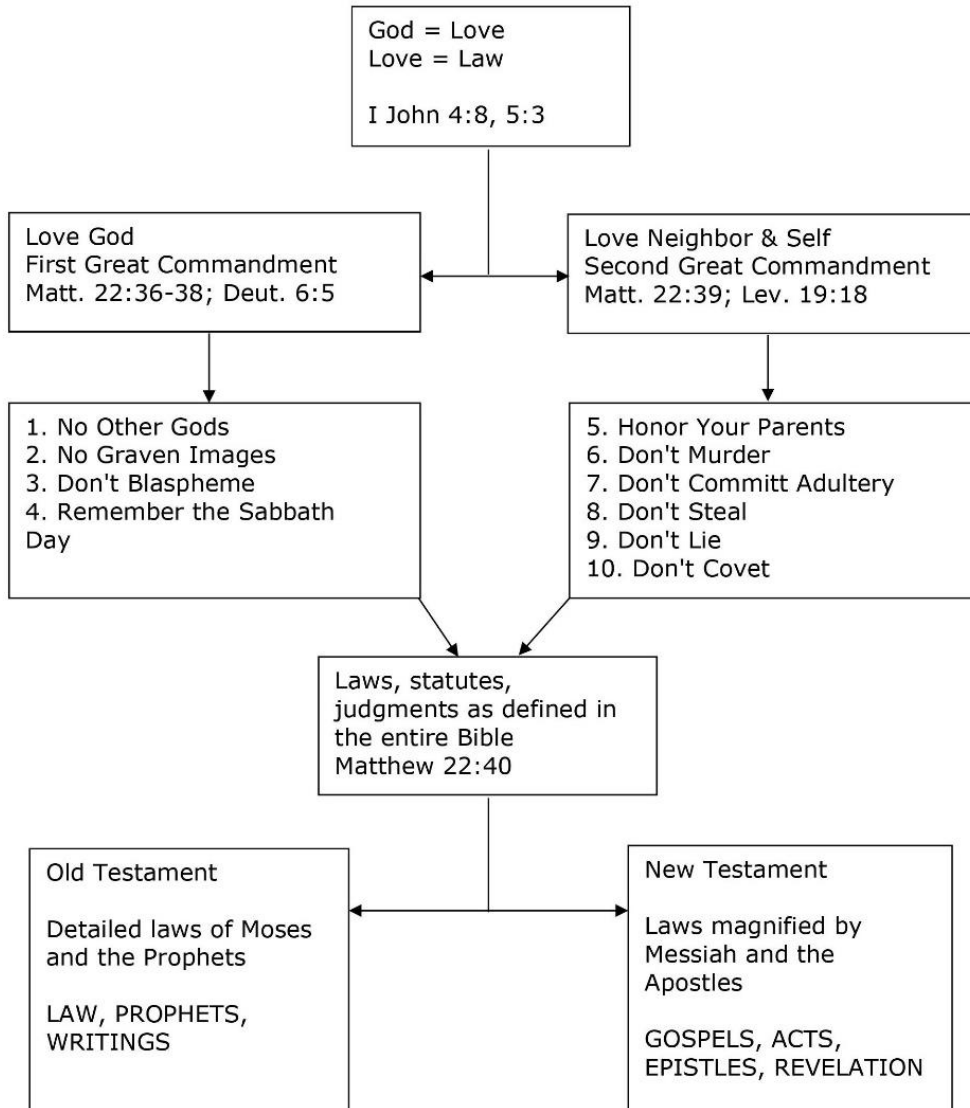 God = Love
Love = Law
I John 4:8, 5:3
Love God
First Great Commandment
Matt. 22:36-38; Deut. 6:5
Love Neighbor & Self
Second Great Commandment
Matt. 22:39; Lev. 19:18
1. No Other Gods
2. No Graven Images
3. Don't Blaspheme
4. Remember the Sabbath
Day
5. Honor Your Parents
6. Don't Murder
7. Don't Committ Adultery
8. Don't Steal
9. Don't Lie
10. Don't Covet
Laws, statutes,
judgments as defined in
the entire Bible
Matthew 22:40
Old Testament
Detailed laws of Moses
and the Prophets
LAW, PROPHETS,
WRITINGS
New Testament
Laws magnified by
Messiah and the
Apostles
GOSPELS, ACTS,
EPISTLES, REVELATION